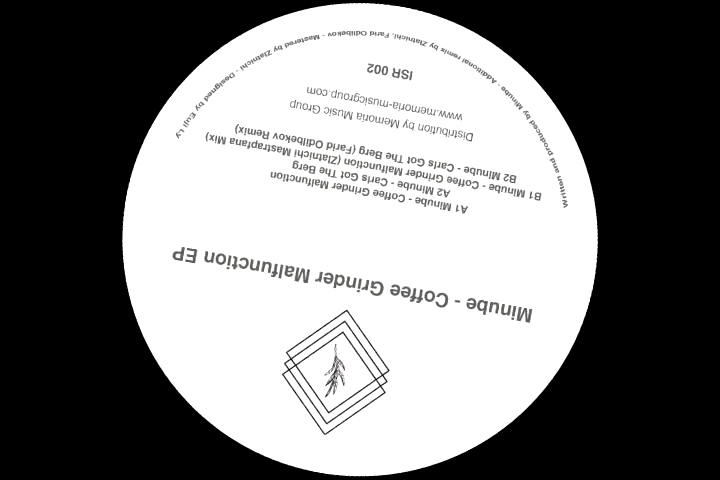 Minube - Coffee Grinder Malfunction EP
A1 Minube - Coffee Grinder Malfunction
A2 Minube - Carls Got The Berg
B1 Minube - Coffee Grinder Malfunction (Zlatnichi Mastrapfana Mix)
B2 Minube - Carls Got The Berg (Farid Odilbekov Remix)
Distribution by Memoria Music Group
www.memoria-musicgroup.com
ISR 002
Written and produced by Minube - Additional remix by Zlatnichi, Farid Odilbekov - Mastered by Zlatnichi - Designed by Euji Ly